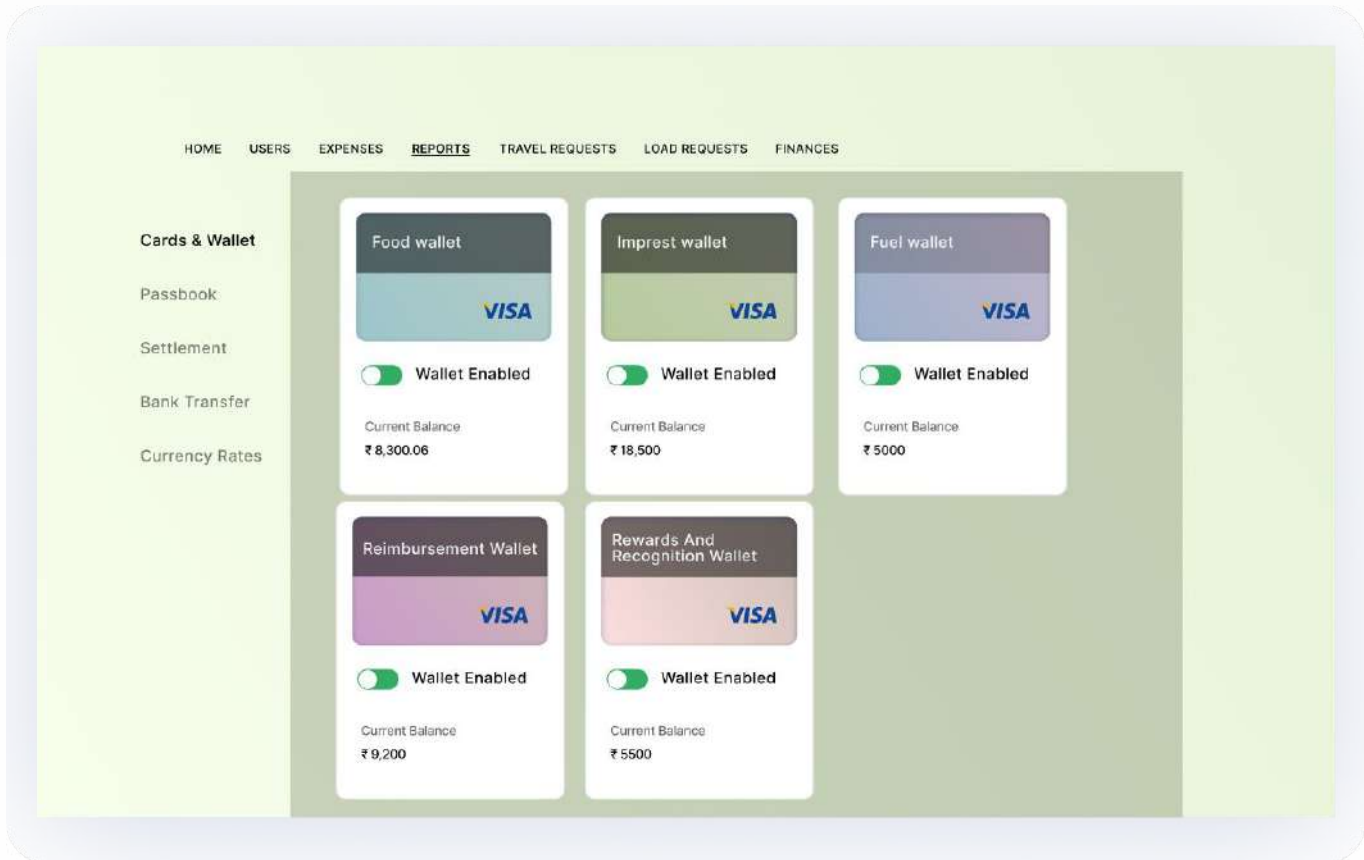 HOME USERS EXPENSES REPORTS TRAVEL REQUESTS LOAD REQUESTS FINANCES
Cards & Wallet
Passbook
Settlement
Bank Transfer
Currency Rates
Food wallet
VISA
Wallet Enabled
Current Balance
₹ 8,300.06
Imprest wallet
VISA
Wallet Enabled
Current Balance
₹ 18,500
Fuel wallet
VISA
Wallet Enabled
Current Balance
₹ 5000
Reimbursement Wallet
VISA
Wallet Enabled
Current Balance
₹ 9,200
Rewards And
Recognition Wallet
VISA
Wallet Enabled
Current Balance
₹ 5500